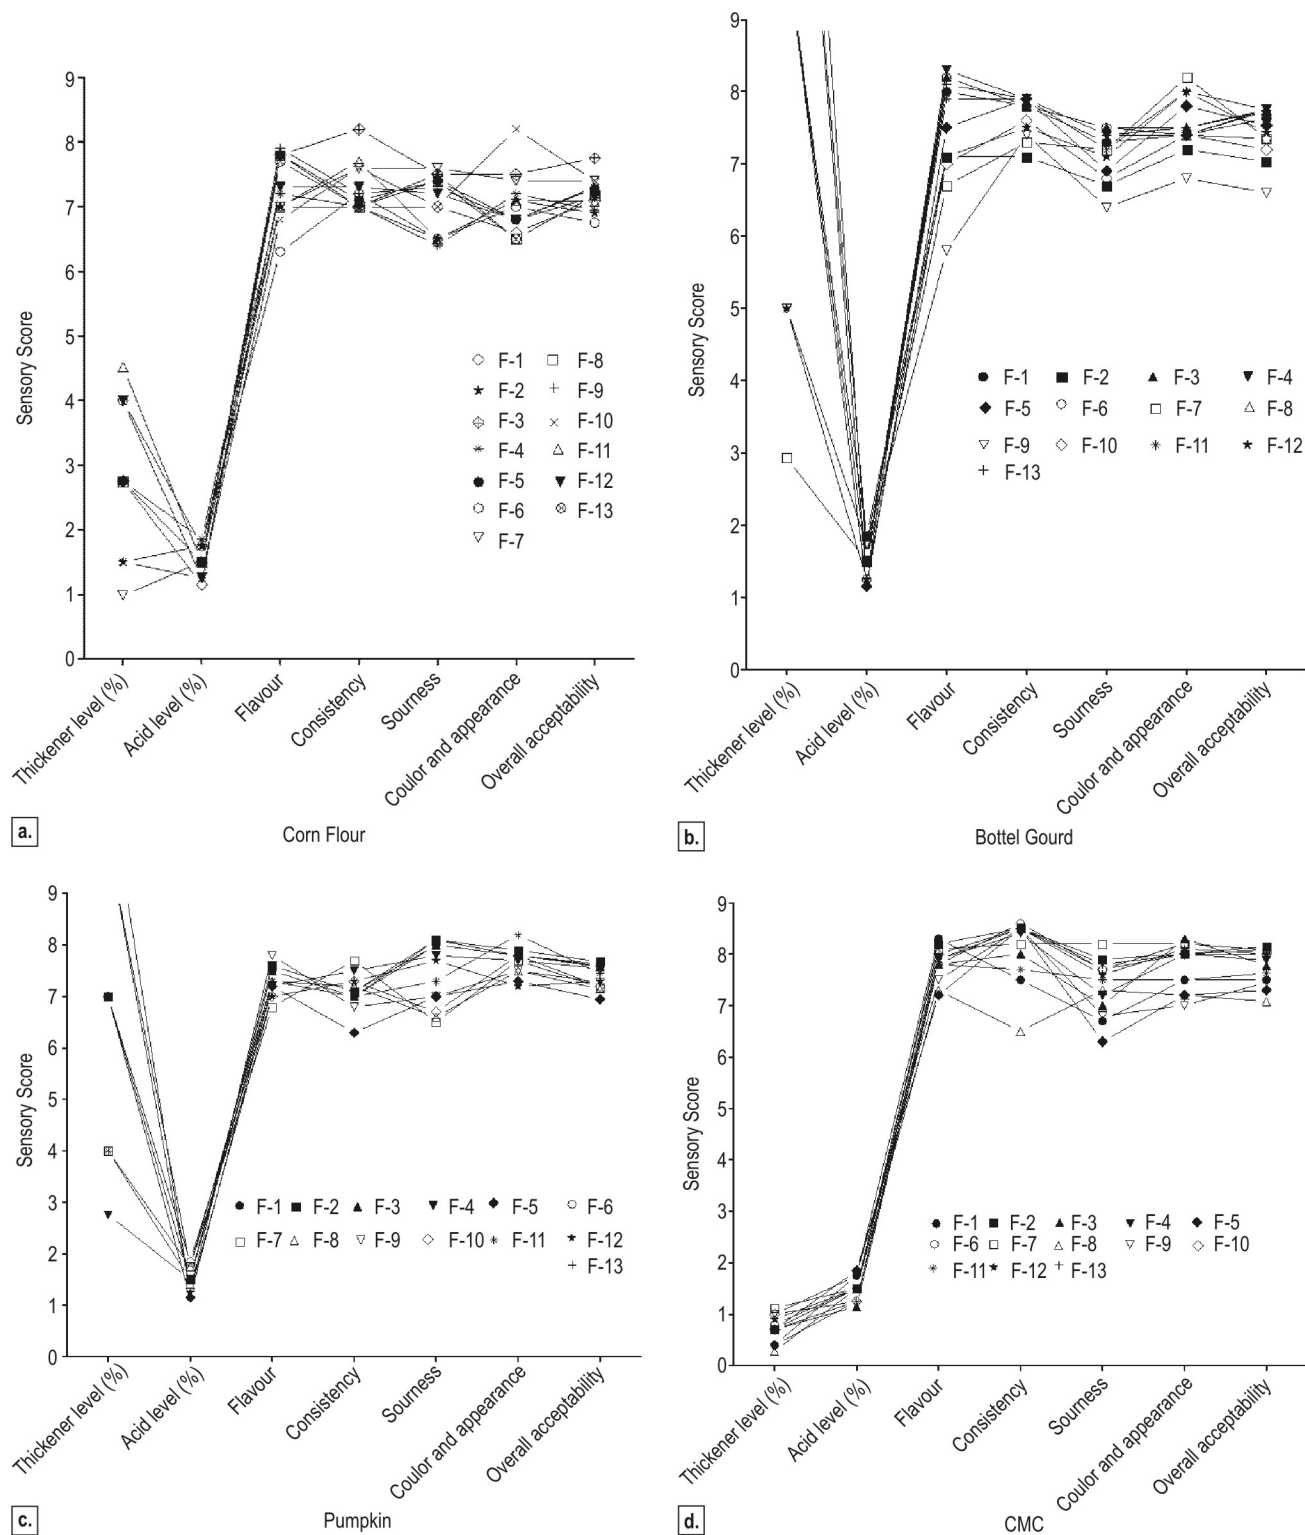 9
8
7
6
5
4
3
2
1
0
Sensory Score
F-1 F-8
F-2 F-9
F-3 F-10
F-4 F-11
F-5 F-12
F-6 F-13
F-7
Thickener level (%)
Acid level (%)
Flavour
Consistency
Sourness
Coulor and appearance
Overall acceptability
a.
Corn Flour
9
8
7
6
5
4
3
2
1
0
Sensory Score
F-1 F-2 F-3 F-4
F-5 F-6 F-7 F-8
F-9 F-10 F-11 F-12
F-13
Thickener level (%)
Acid level (%)
Flavour
Consistency
Sourness
Coulor and appearance
Overall acceptability
b.
Bottel Gourd
9
8
7
6
5
4
3
2
1
0
Sensory Score
F-1 F-2 F-3 F-4 F-5 F-6
F-7 F-8 F-9 F-10 F-11 F-12
F-13
Thickener level (%)
Acid level (%)
Flavour
Consistency
Sourness
Coulor and appearance
Overall acceptability
c.
Pumpkin
9
8
7
6
5
4
3
2
1
0
Sensory Score
F-1 F-2 F-3 F-4 F-5
F-6 F-7 F-8 F-9 F-10
F-11 F-12 F-13
Thickener level (%)
Acid level (%)
Flavour
Consistency
Sourness
Coulor and appearance
Overall acceptability
d.
CMC